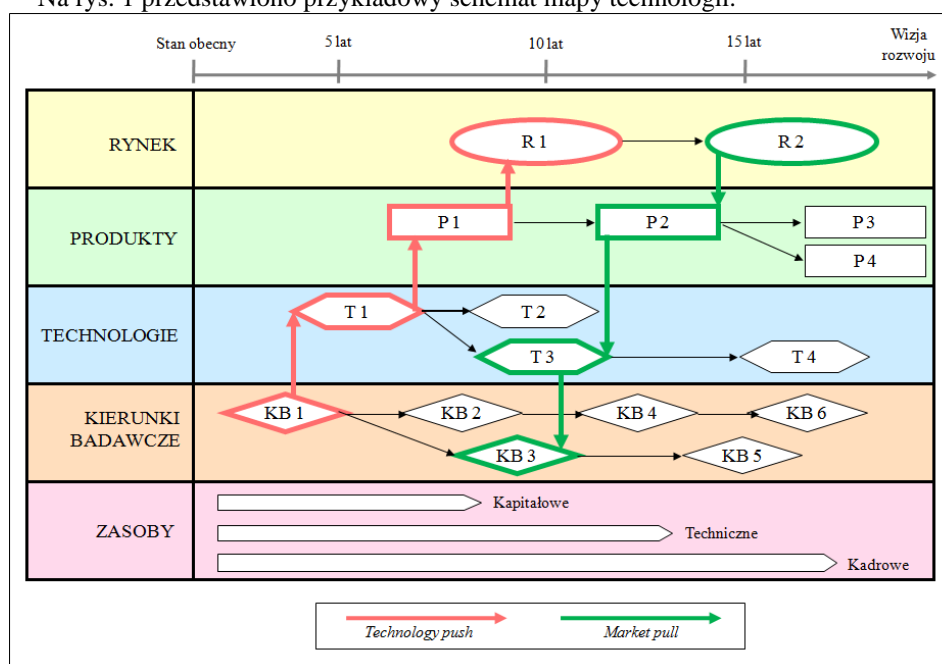 Na rys. 1 przedstawiono przykładowy schemat mapy technologii.
Stan obecny 5 lat 10 lat 15 lat Wizja
rozwoju
RYNEK R 1 R 2
PRODUKTY P 1 P 2 P 3
P 4
TECHNOLOGIE T 1 T 2
T 3 T 4
KIERUNKI
BADAWCZE KB 1 KB 2 KB 4 KB 6
KB 3 KB 5
ZASOBY Kapitałowe
Techniczne
Kadrowe
Technology push Market pull